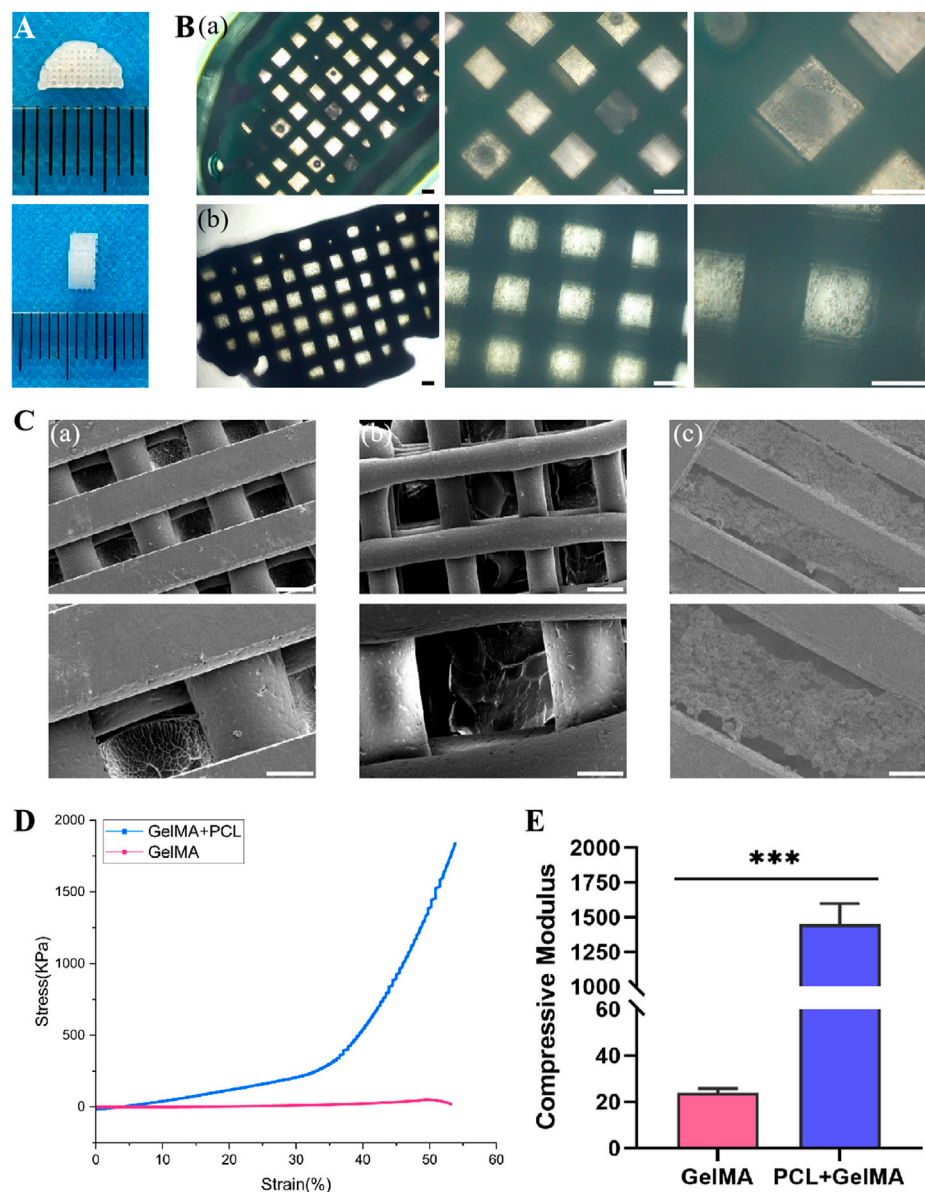 A
B
(a)
(b)
C
(a)
(b)
(c)
D
2000
1500
1000
500
0
Stress(KPa)
GelMA+PCL
GelMA
0
10
20
30
40
50
60
Strain(%)
E
***
2000
1750
1500
1250
1000
60
40
20
0
Compressive Modulus
GelMA
PCL+GelMA